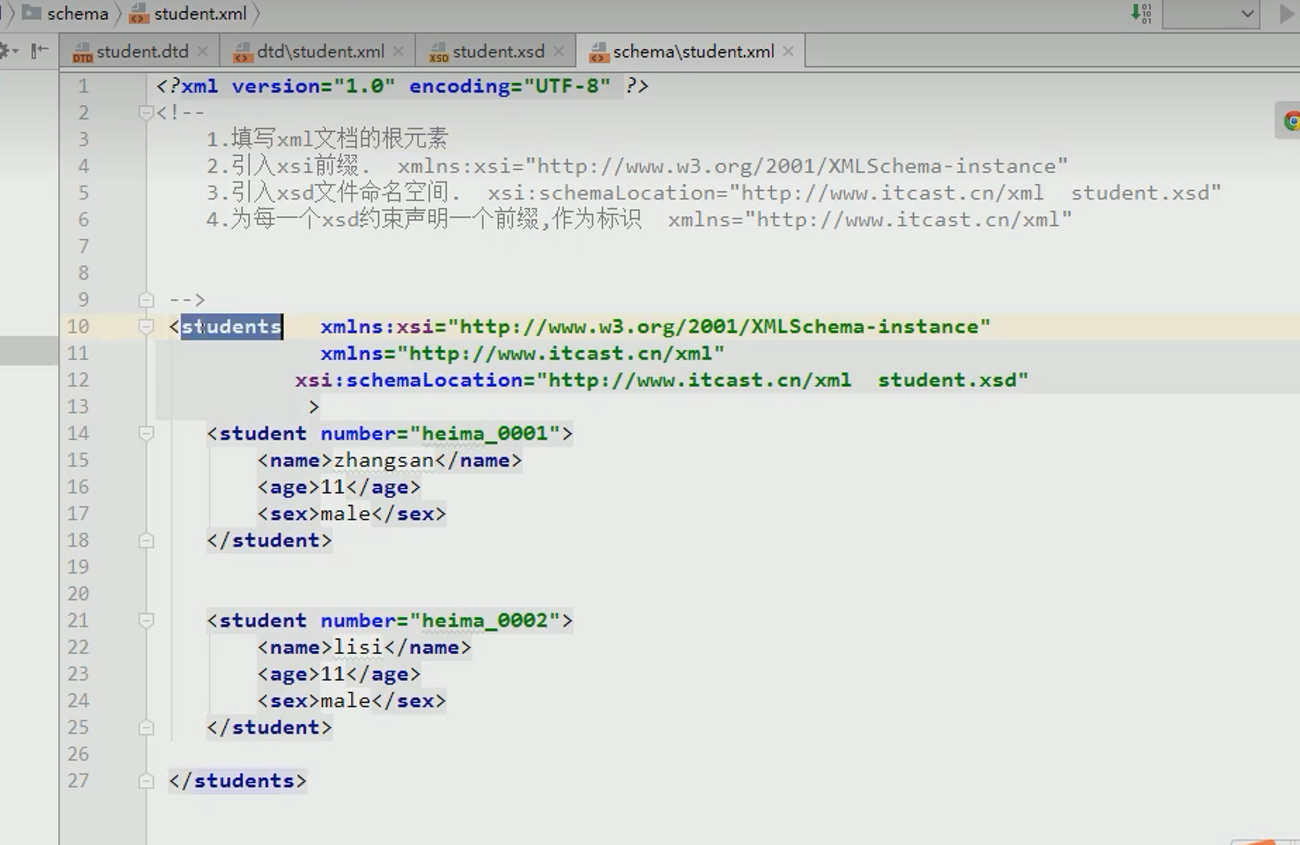 schema student.xml
student.dtd dtd\student.xml student.xsd schema\student.xml
1 <?xml version="1.0" encoding="UTF-8" ?>
2 <!--
3 1.填写xml文档的根元素
4 2.引入xsi前缀. xmlns:xsi="http://www.w3.org/2001/XMLSchema-instance"
5 3.引入xsd文件命名空间. xsi:schemaLocation="http://www.itcast.cn/xml student.xsd"
6 4.为每一个xsd约束声明一个前缀,作为标识 xmlns="http://www.itcast.cn/xml"
7
8
9 -->
10 <students xmlns:xsi="http://www.w3.org/2001/XMLSchema-instance"
11 xmlns="http://www.itcast.cn/xml"
12 xsi:schemaLocation="http://www.itcast.cn/xml student.xsd"
13 >
14 <student number="heima_0001">
15 <name>zhangsan</name>
16 <age>11</age>
17 <sex>male</sex>
18 </student>
19
20
21 <student number="heima_0002">
22 <name>lisi</name>
23 <age>11</age>
24 <sex>male</sex>
25 </student>
26
27 </students>